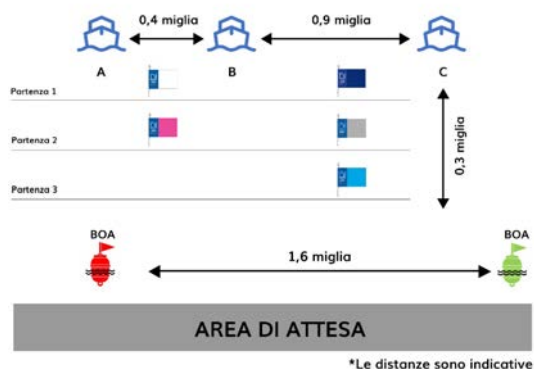 0,4 miglia
0,9 miglia
A
B
C
Partenza 1
Partenza 2
0,3 miglia
Partenza 3
BOA
BOA
1,6 miglia
AREA DI ATTESA
*Le distanze sono indicative